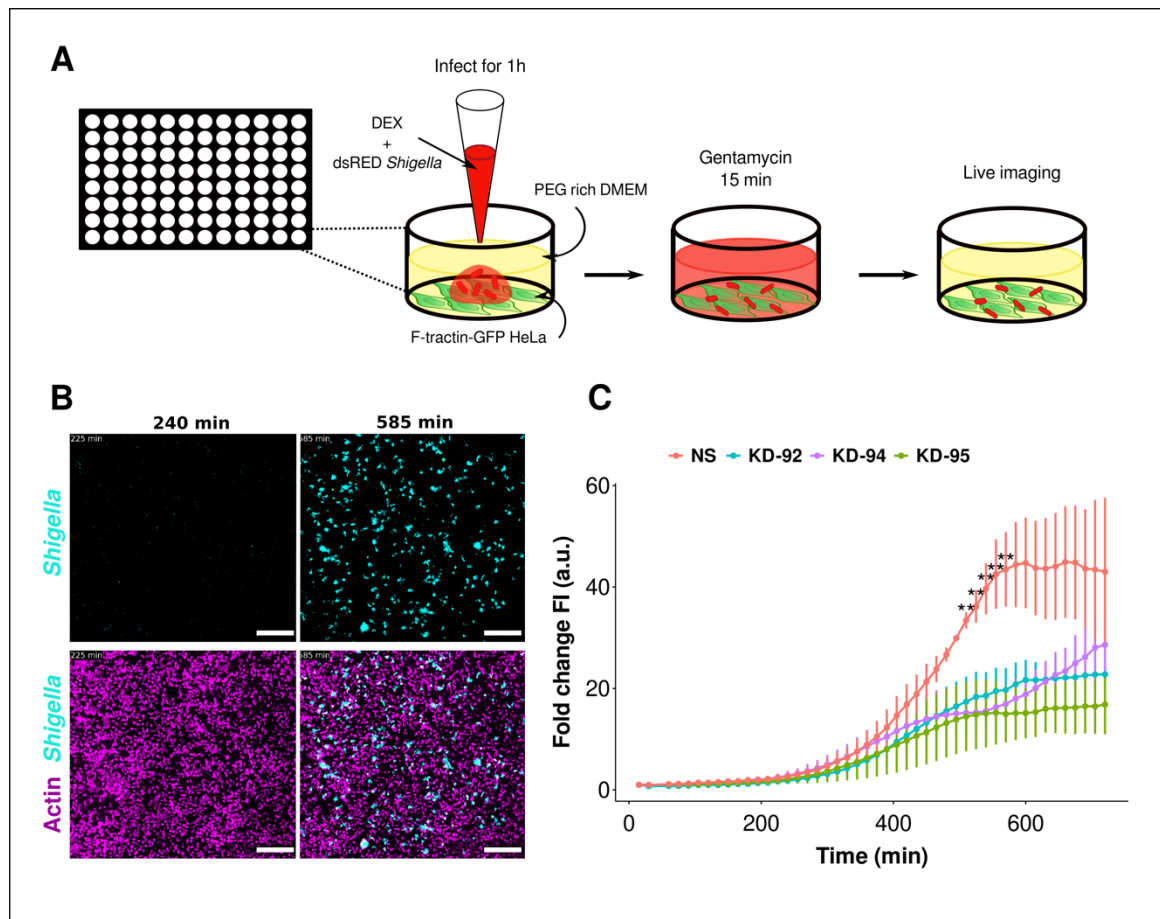 A
Infect for 1h
DEX
+
dsRED Shigella
PEG rich DMEM
F-tractin-GFP HeLa
Gentamycin
15 min
Live imaging
B
240 min
585 min
225 min
585 min
Shigella
225 min
585 min
Actin Shigella
C
NS KD-92 KD-94 KD-95
Fold change FI (a.u.)
60
40
20
0
**
**
**
**
**
0 200 400 600
Time (min)